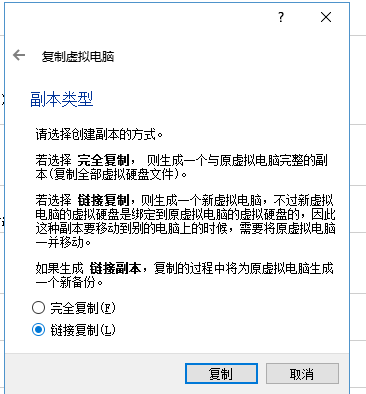 ?
复制虚拟电脑
副本类型
请选择创建副本的方式。
若选择 完全复制， 则生成一个与原虚拟电脑完整的副
本(复制全部虚拟硬盘文件)。
若选择 链接复制，则生成一个新虚拟电脑，不过新虚拟电
脑的虚拟硬盘是绑定到原虚拟电脑的虚拟硬盘的，因此
这种副本要移动到别的电脑上的时候，需要将原虚拟电脑
一并移动。
如果生成 链接副本，复制的过程中将为原虚拟电脑生成
一个新备份。
完全复制(F)
链接复制(L)
复制
取消